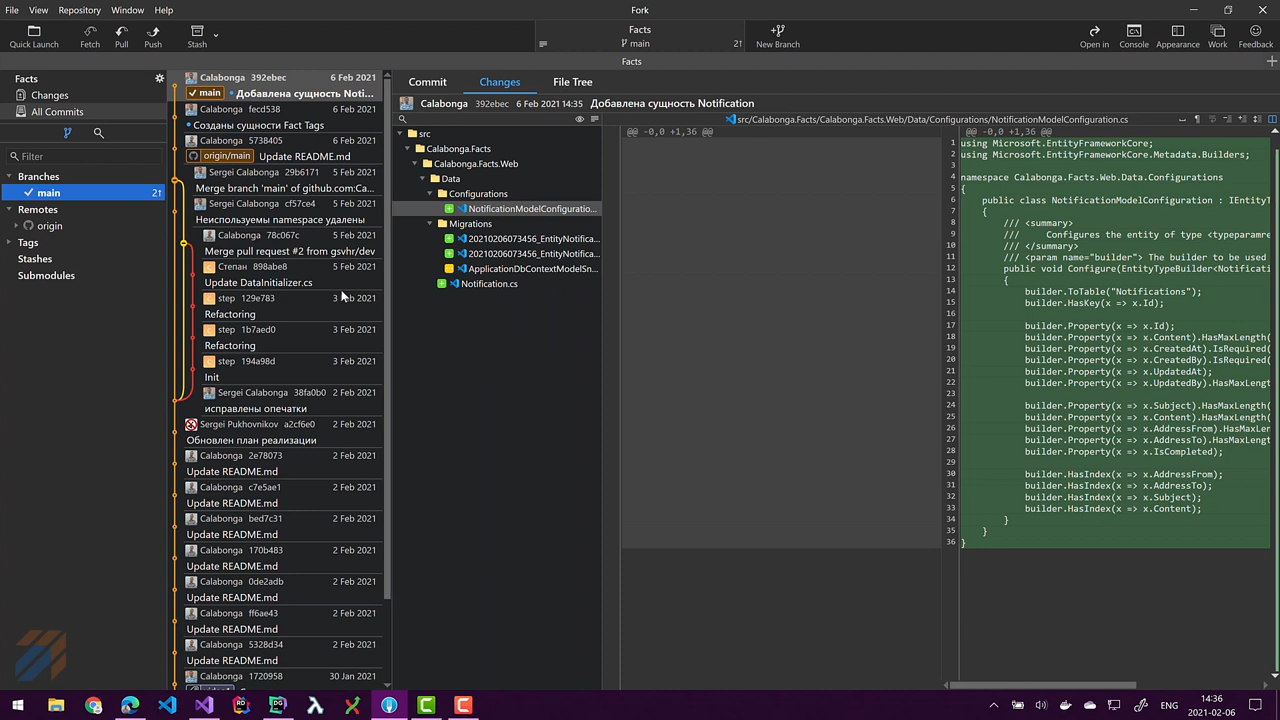 File View Repository Window Help
Fork
Quick Launch Fetch Pull Push Stash
Facts
main 2↑
New Branch
Open in Console Appearance Work Feedback
Facts
Facts
Changes
All Commits
Filter
Branches
main 2↑
Remotes
origin
Tags
Stashes
Submodules
Calabonga 392ebec 6 Feb 2021
main Добавлена сущность Noti...
Calabonga fecd538 6 Feb 2021
Созданы сущности Fact Tags
Calabonga 5738405 6 Feb 2021
origin/main Update README.md
Sergei Calabonga 29b6171 5 Feb 2021
Merge branch 'main' of github.com:Ca...
Sergei Calabonga cf57ce4 5 Feb 2021
Неиспользуемы namespace удалены
Calabonga 78c067c 5 Feb 2021
Merge pull request #2 from gsvhr/dev
Степан 898abe8 5 Feb 2021
Update DataInitializer.cs
step 129e783 3 Feb 2021
Refactoring
step 1b7aed0 3 Feb 2021
Refactoring
step 194a98d 3 Feb 2021
Init
Sergei Calabonga 38fa0b0 2 Feb 2021
исправлены опечатки
Sergei Pukhovnikov a2cf6e0 2 Feb 2021
Обновлен план реализации
Calabonga 2e78073 2 Feb 2021
Update README.md
Calabonga c7e5ae1 2 Feb 2021
Update README.md
Calabonga bed7c31 2 Feb 2021
Update README.md
Calabonga 170b483 2 Feb 2021
Update README.md
Calabonga 0de2adb 2 Feb 2021
Update README.md
Calabonga ff6ae43 2 Feb 2021
Update README.md
Calabonga 5328d34 2 Feb 2021
Update README.md
Calabonga 1720958 30 Jan 2021
Commit Changes File Tree
Calabonga 392ebec 6 Feb 2021 14:35 Добавлена сущность Notification
src
Calabonga.Facts
Calabonga.Facts.Web
Data
Configurations
NotificationModelConfiguratio...
Migrations
20210206073456_EntityNotifica...
20210206073456_EntityNotifica...
ApplicationDbContextModelSn...
Notification.cs
src/Calabonga.Facts/Calabonga.Facts.Web/Data/Configurations/NotificationModelConfiguration.cs
@@ -0,0 +1,36 @@
@@ -0,0 +1,36 @@
1 using Microsoft.EntityFrameworkCore;
2 using Microsoft.EntityFrameworkCore.Metadata.Builders;
3
4 namespace Calabonga.Facts.Web.Data.Configurations
5 {
6 public class NotificationModelConfiguration : IEntityT
7 {
8 /// <summary>
9 /// Configures the entity of type <typeparamre
10 /// </summary>
11 /// <param name="builder"> The builder to be used
12 public void Configure(EntityTypeBuilder<Notificati
13 {
14 builder.ToTable("Notifications");
15 builder.HasKey(x => x.Id);
16
17 builder.Property(x => x.Id);
18 builder.Property(x => x.Content).HasMaxLength(
19 builder.Property(x => x.CreatedAt).IsRequired(
20 builder.Property(x => x.CreatedBy).IsRequired(
21 builder.Property(x => x.UpdatedAt);
22 builder.Property(x => x.UpdatedBy).HasMaxLengt
23
24 builder.Property(x => x.Subject).HasMaxLength(
25 builder.Property(x => x.Content).HasMaxLength(
26 builder.Property(x => x.AddressFrom).HasMaxLen
27 builder.Property(x => x.AddressTo).HasMaxLengt
28 builder.Property(x => x.IsCompleted);
29
30 builder.HasIndex(x => x.AddressFrom);
31 builder.HasIndex(x => x.AddressTo);
32 builder.HasIndex(x => x.Subject);
33 builder.HasIndex(x => x.Content);
34 }
35 }
36 }
ENG
14:36
2021-02-06